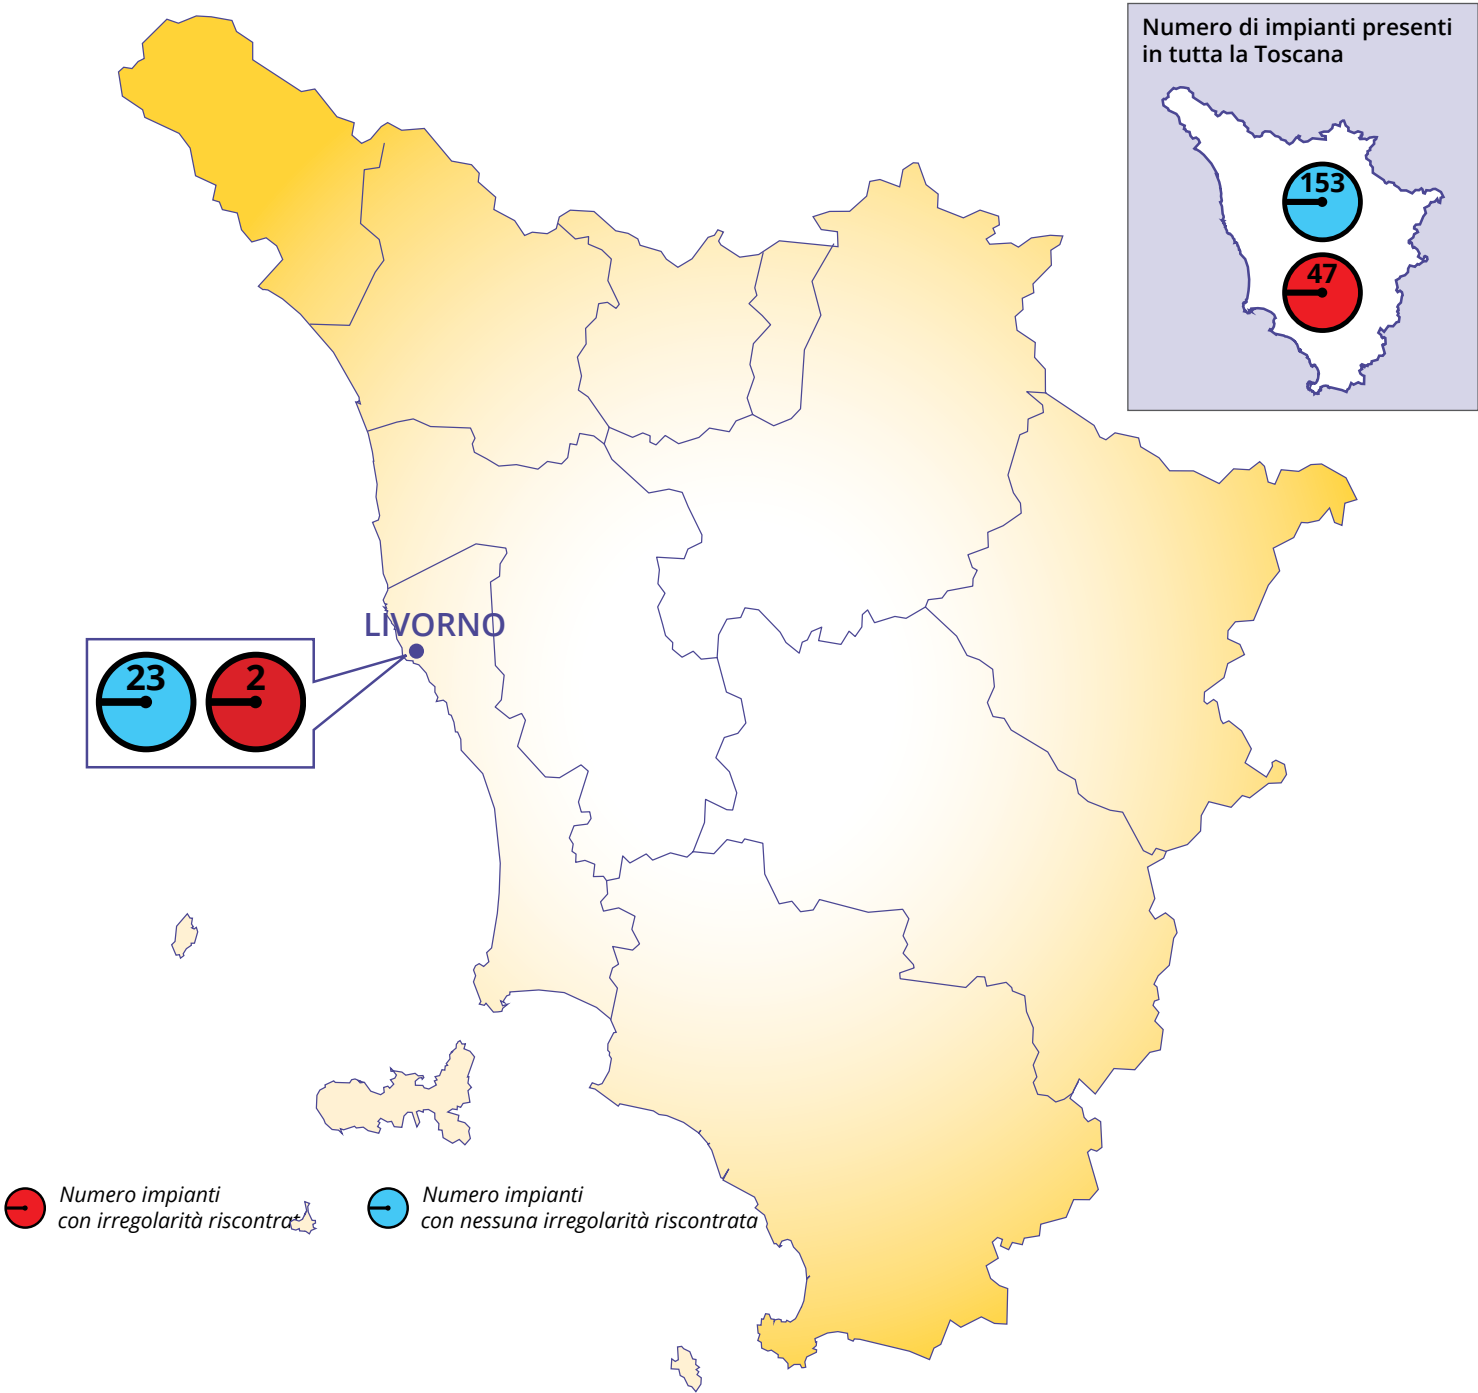 Numero di impianti presenti
in tutta la Toscana
153
47
LIVORNO
23 2
Numero impianti
con irregolarità
Numero impianti
con nessuna irregolarità riscontrata